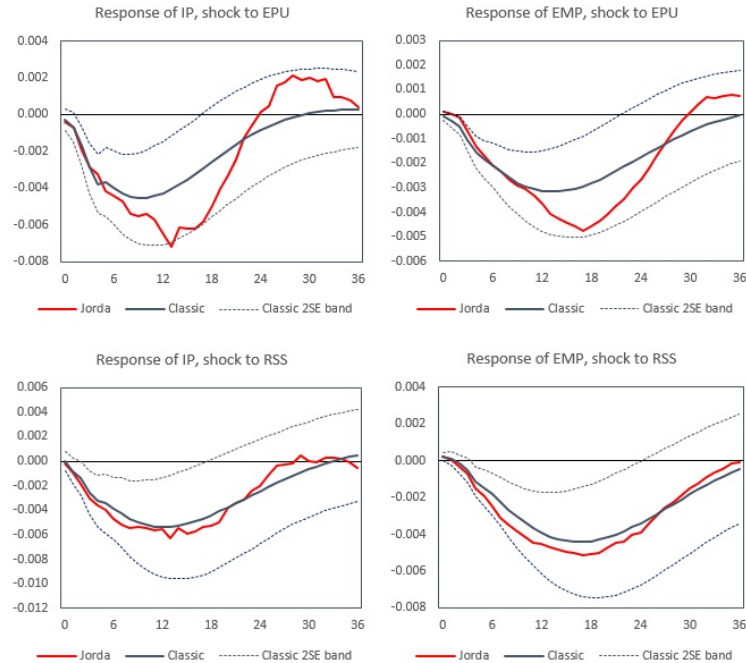 Response of IP, shock to EPU
0.004
0.002
0.000
-0.002
-0.004
-0.006
-0.008
0 6 12 18 24 30 36
Jorda Classic Classic 2SE band
Response of EMP, shock to EPU
0.003
0.002
0.001
0.000
-0.001
-0.002
-0.003
-0.004
-0.005
-0.006
0 6 12 18 24 30 36
Jorda Classic Classic 2SE band
Response of IP, shock to RSS
0.006
0.004
0.002
0.000
-0.002
-0.004
-0.006
-0.008
-0.010
-0.012
0 6 12 18 24 30 36
Jorda Classic Classic 2SE band
Response of EMP, shock to RSS
0.004
0.002
0.000
-0.002
-0.004
-0.006
-0.008
0 6 12 18 24 30 36
Jorda Classic Classic 2SE band